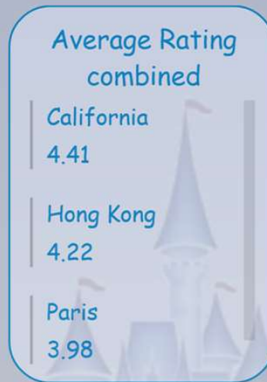 Average Rating
combined
California
4.41
Hong Kong
4.22
Paris
3.98